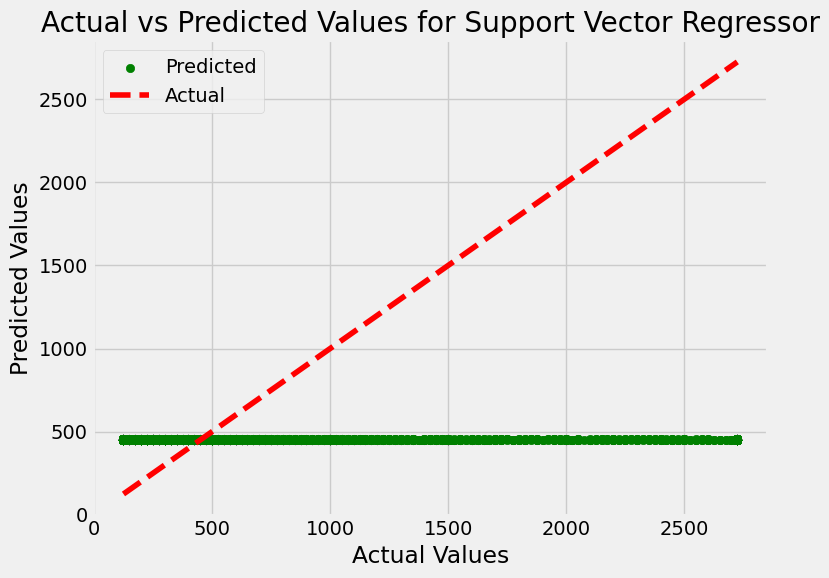 Actual vs Predicted Values for Support Vector Regressor
Predicted
Actual
2500
2000
1500
1000
500
0
Predicted Values
0 500 1000 1500 2000 2500
Actual Values